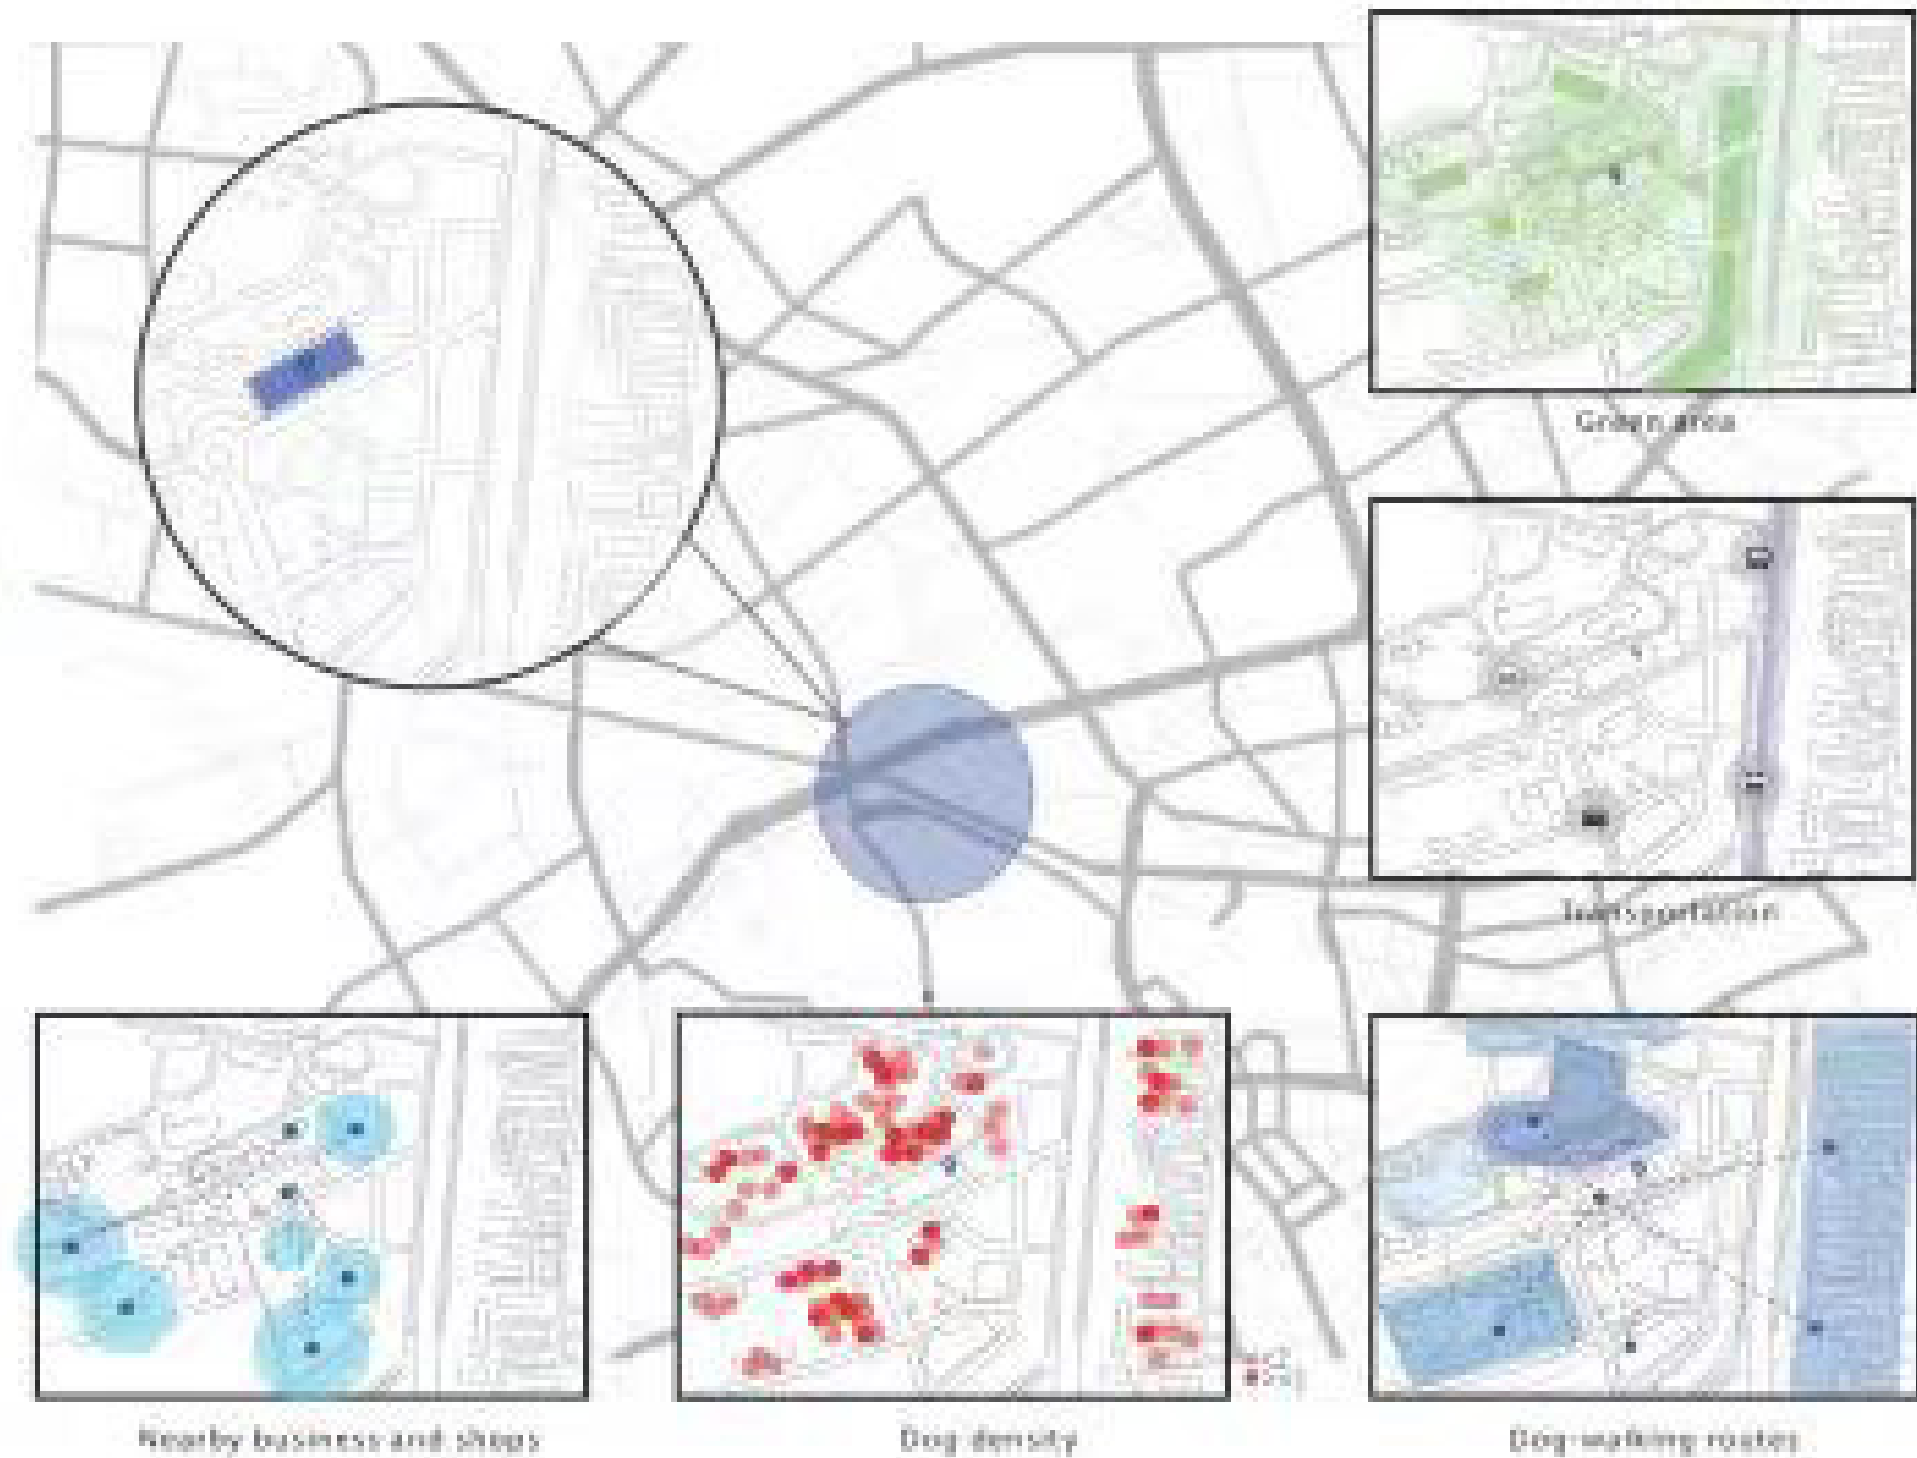 Green area
Transportation
Nearby business and shops
Dog density
Dog-walking routes